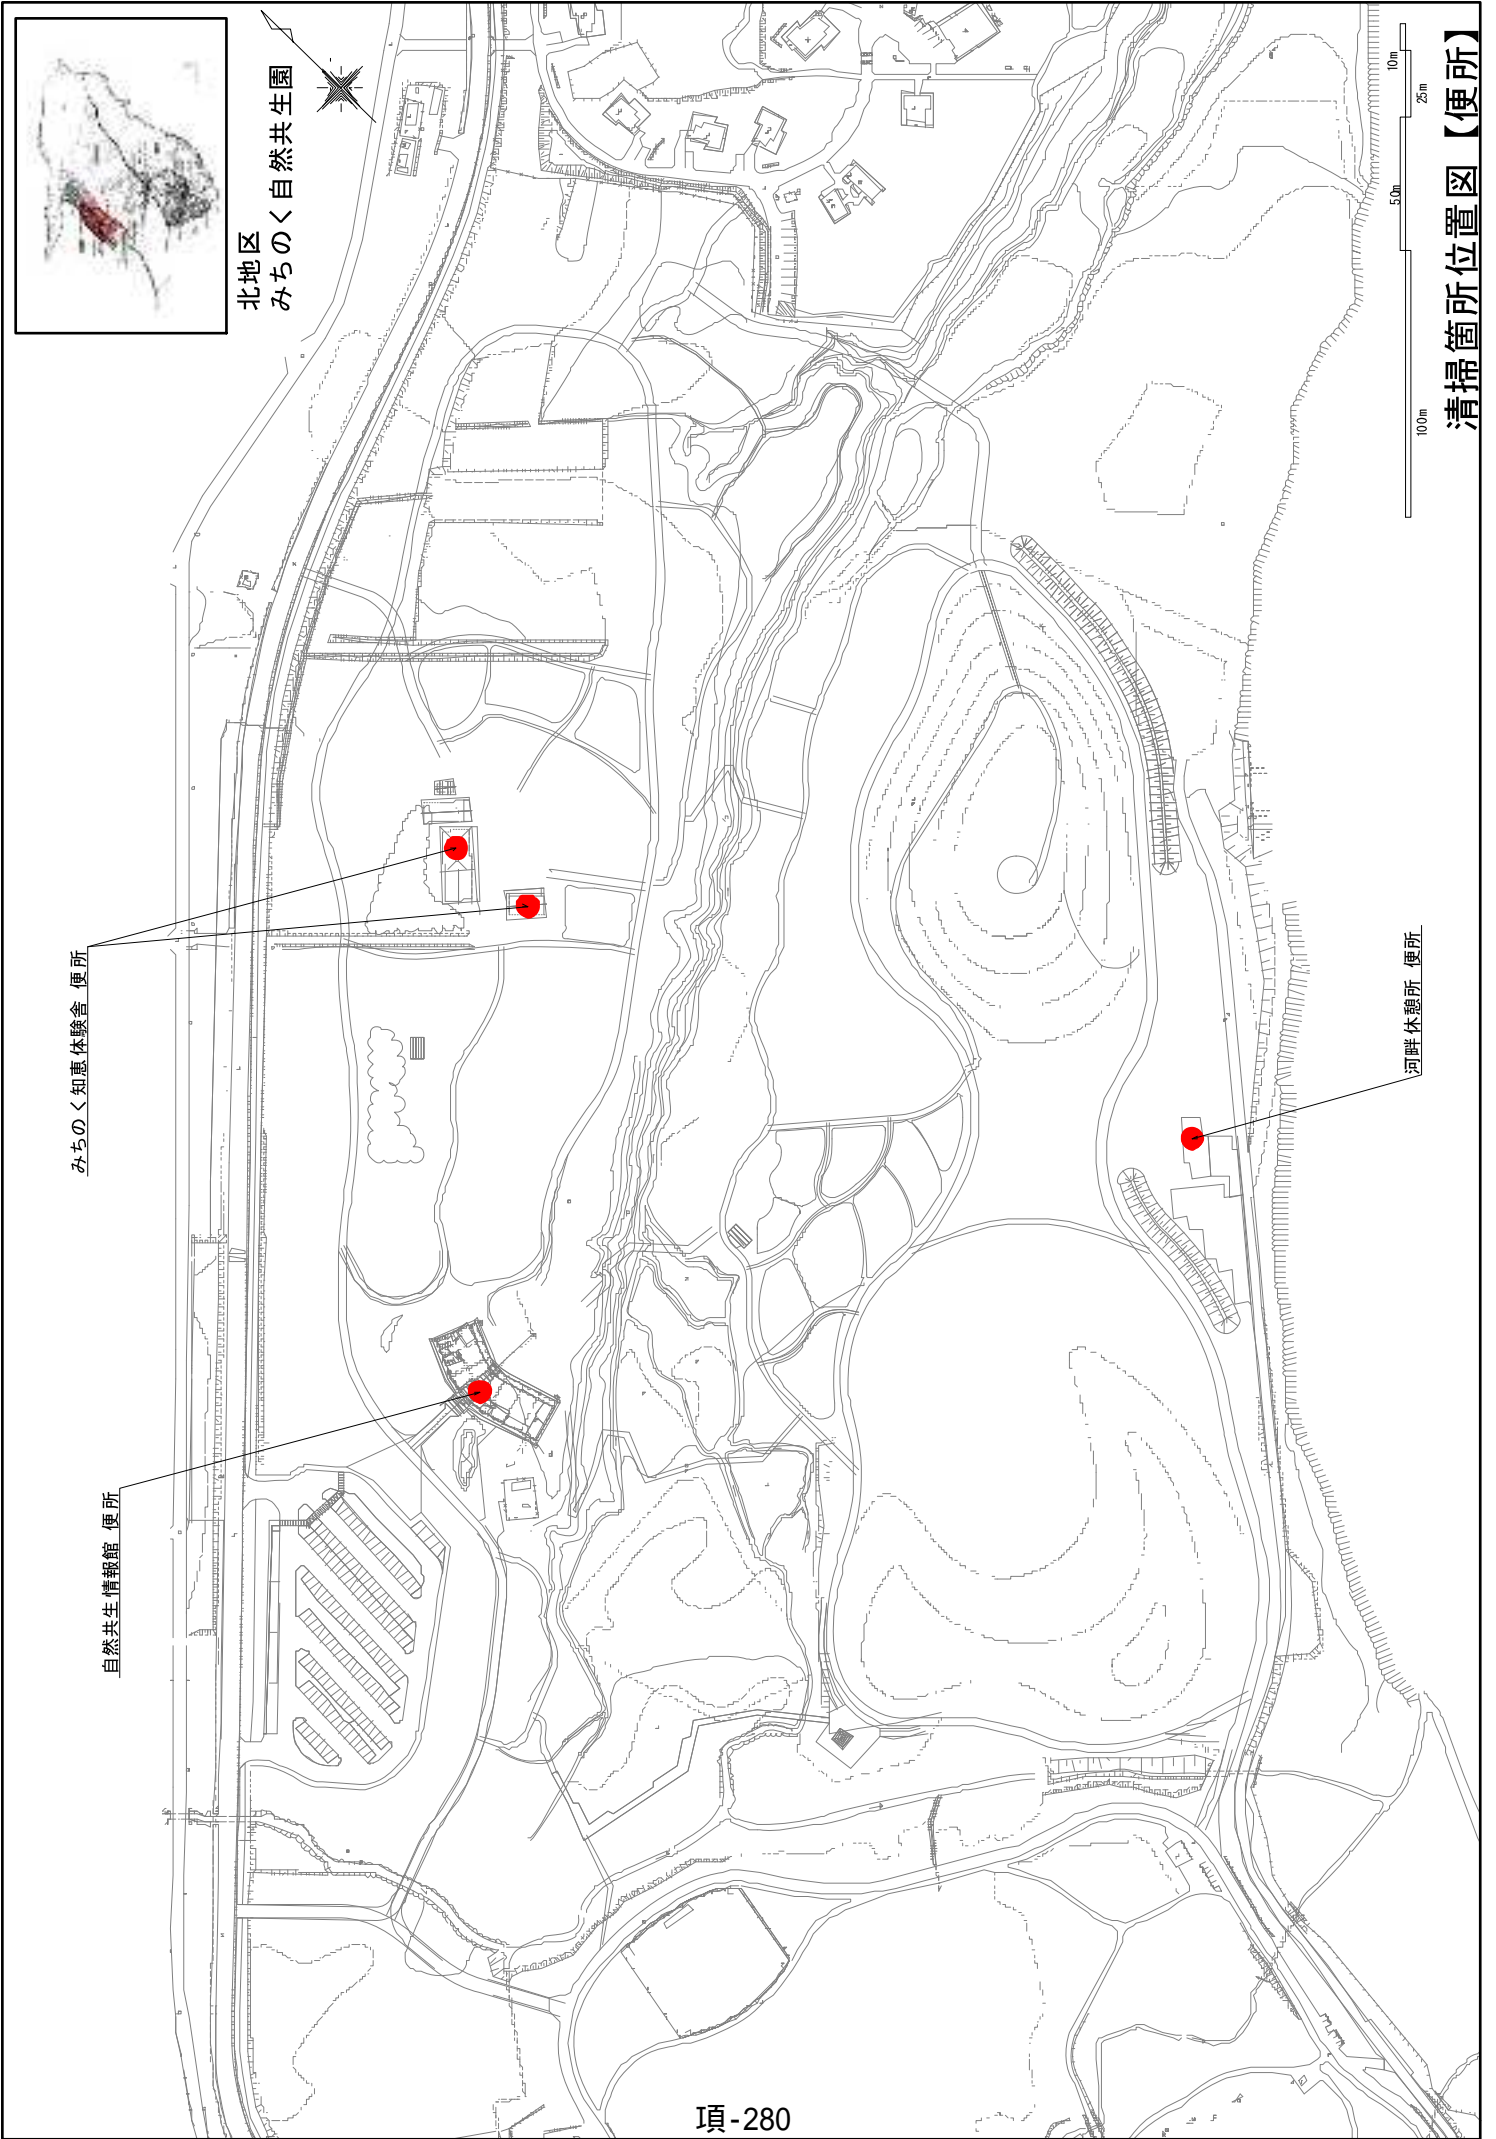 清掃箇所位置図【便所】
北地区
みちのく自然共生園
10m
25m
50m
100m
みちのく知恵体験舎 便所
自然共生情報館 便所
河畔休憩所 便所
項-280